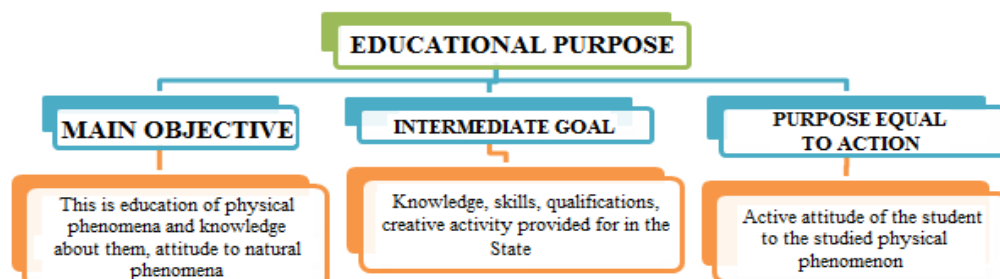 EDUCATIONAL PURPOSE
MAIN OBJECTIVE
This is education of physical
phenomena and knowledge
about them, attitude to natural
phenomena
INTERMEDIATE GOAL
Knowledge, skills, qualifications,
creative activity provided for in the
State
PURPOSE EQUAL
TO ACTION
Active attitude of the student
to the studied physical
phenomenon